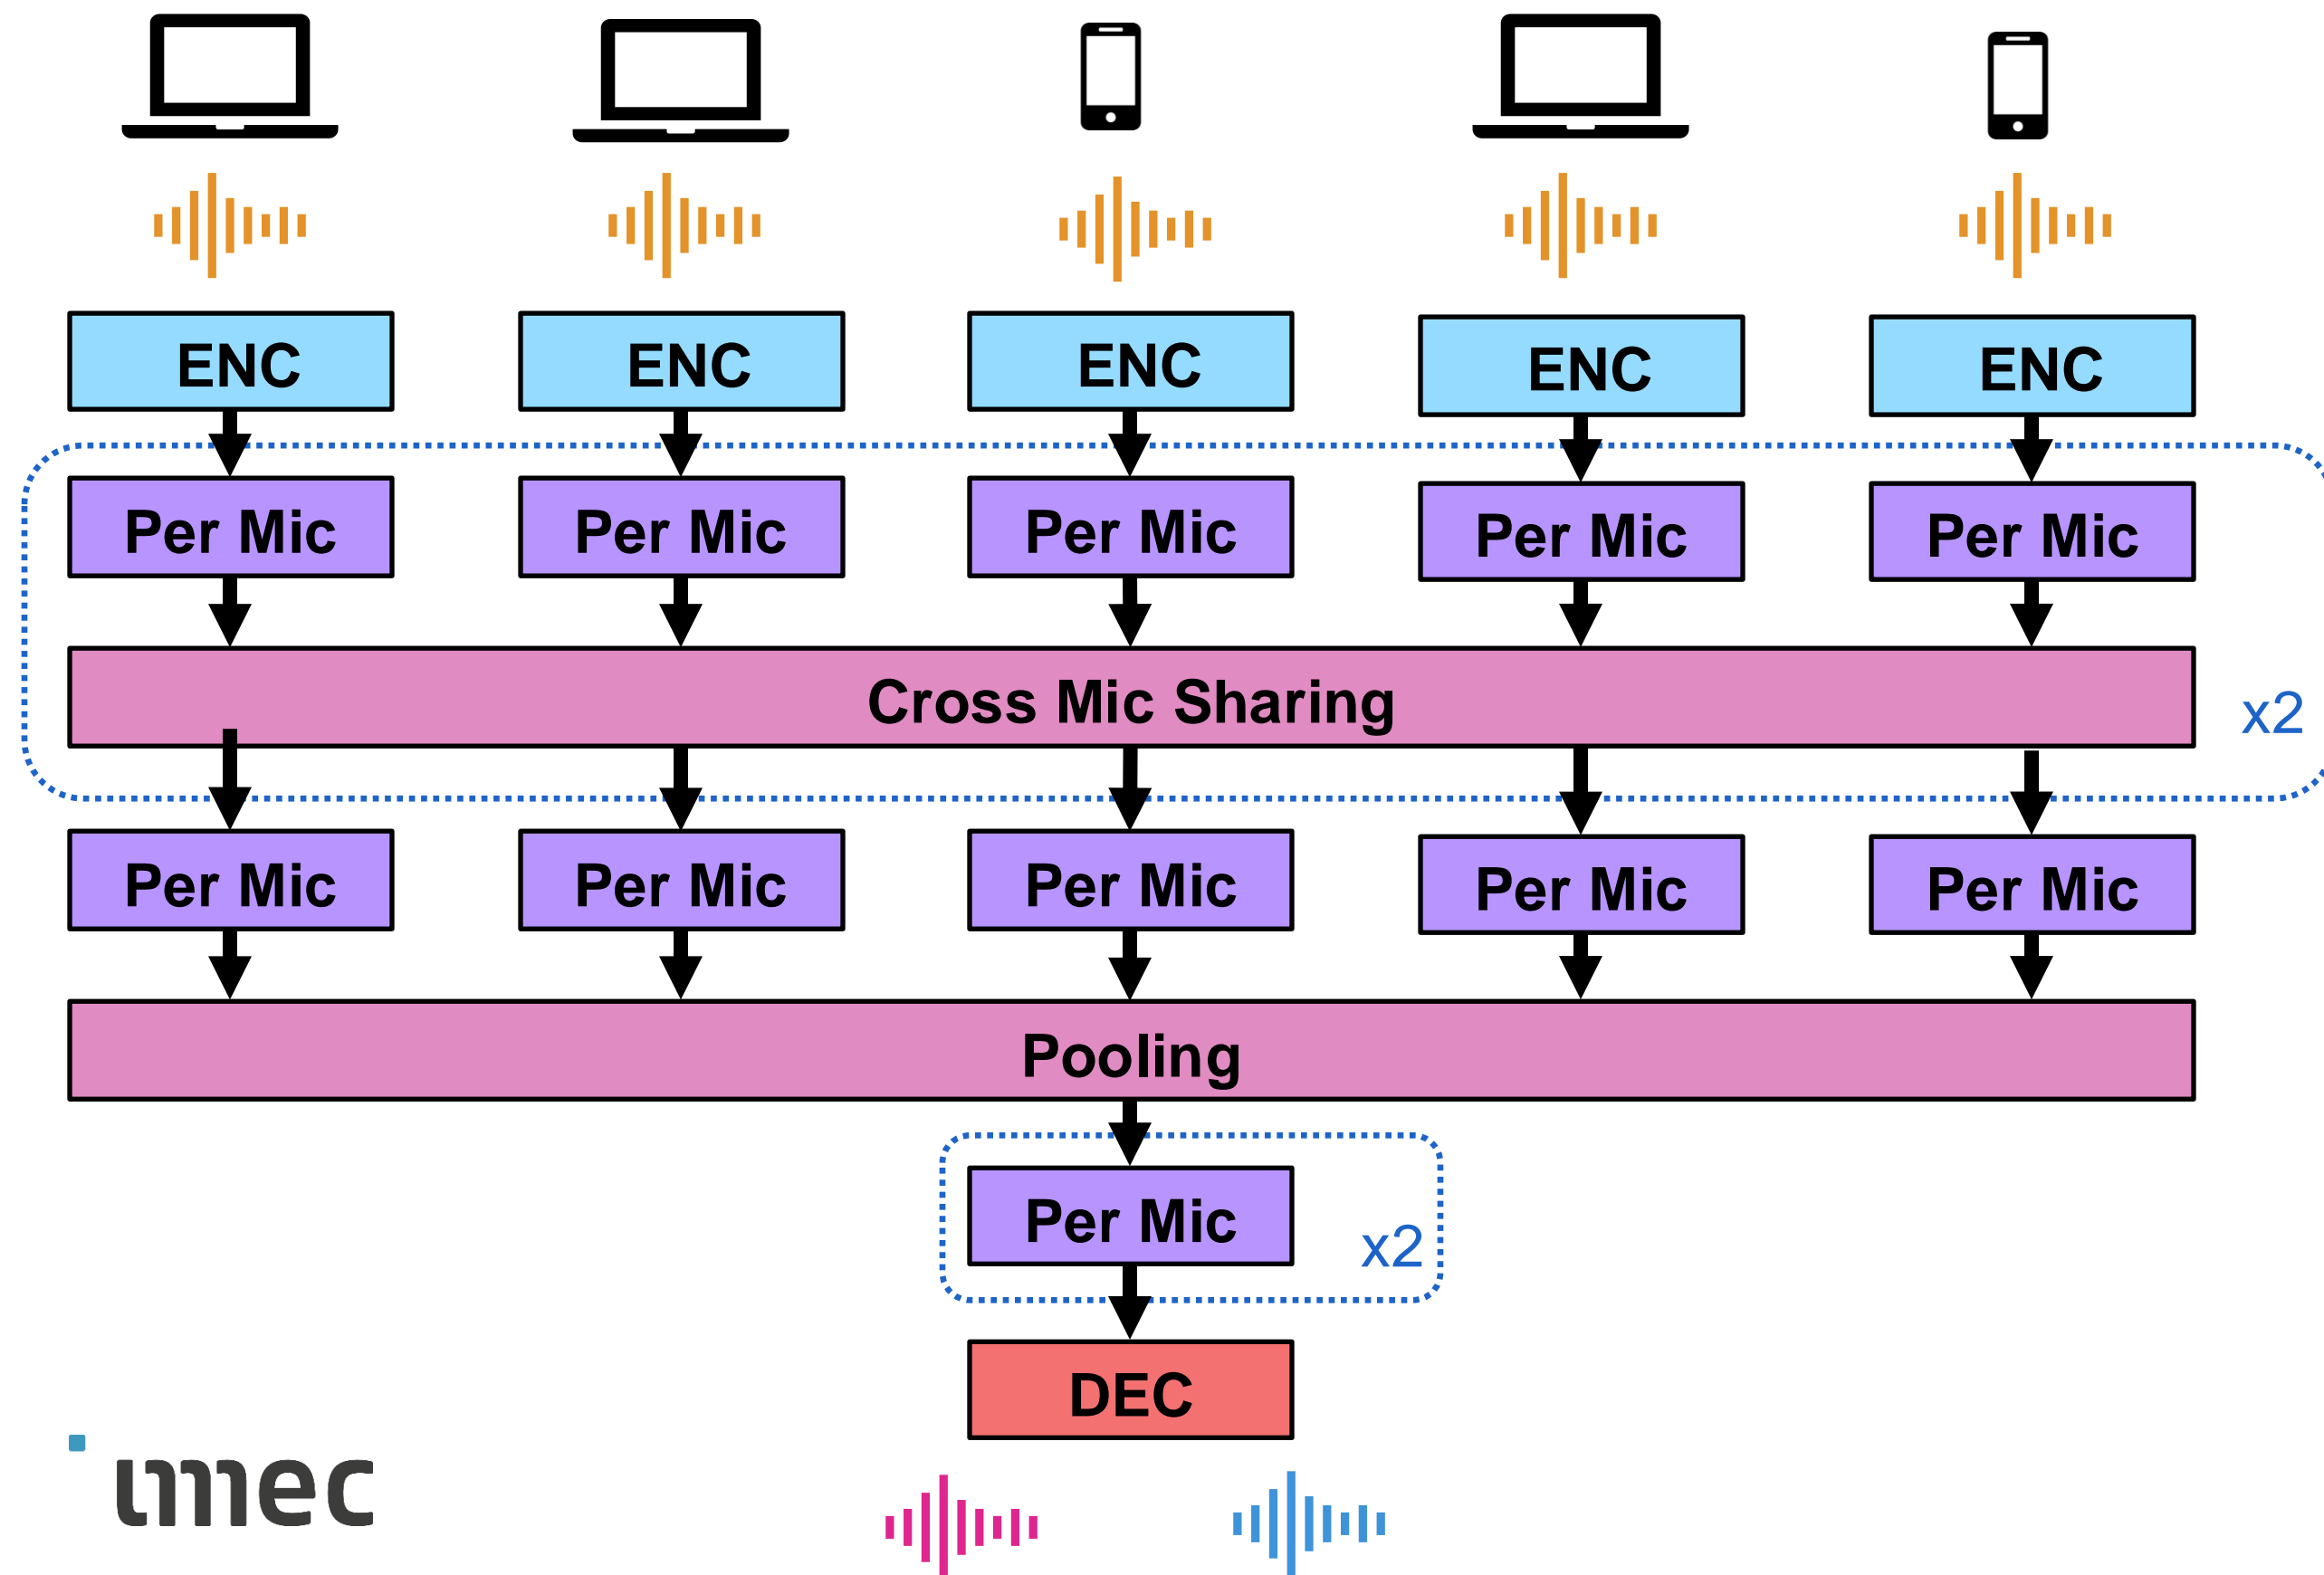 ENC ENC ENC ENC ENC
Per Mic Per Mic Per Mic Per Mic Per Mic
Cross Mic Sharing
x2
Per Mic Per Mic Per Mic Per Mic Per Mic
Pooling
Per Mic
x2
DEC
imec